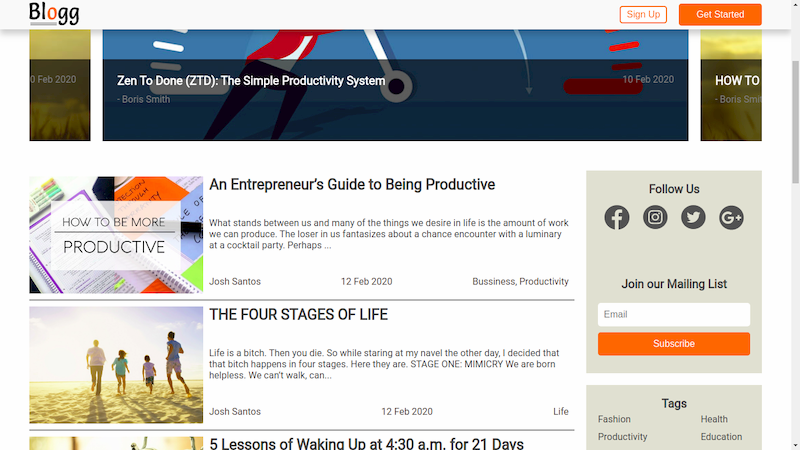 Blogg
Sign Up
Get Started
0 Feb 2020
Zen To Done (ZTD): The Simple Productivity System
10 Feb 2020
- Boris Smith
HOW TO
- Boris Smith
HOW TO BE MORE
PRODUCTIVE
An Entrepreneur's Guide to Being Productive
What stands between us and many of the things we desire in life is the amount of work
we can produce. The loser in us fantasizes about a chance encounter with a luminary
at a cocktail party. Perhaps ...
Josh Santos
12 Feb 2020
Bussiness, Productivity
THE FOUR STAGES OF LIFE
Life is a bitch. Then you die. So while staring at my navel the other day, I decided that
that bitch happens in four stages. Here they are. STAGE ONE: MIMICRY We are born
helpless. We can't walk, can...
Josh Santos
12 Feb 2020
Life
5 Lessons of Waking Up at 4:30 a.m. for 21 Days
Follow Us
Join our Mailing List
Email
Subscribe
Tags
Fashion
Health
Productivity
Education